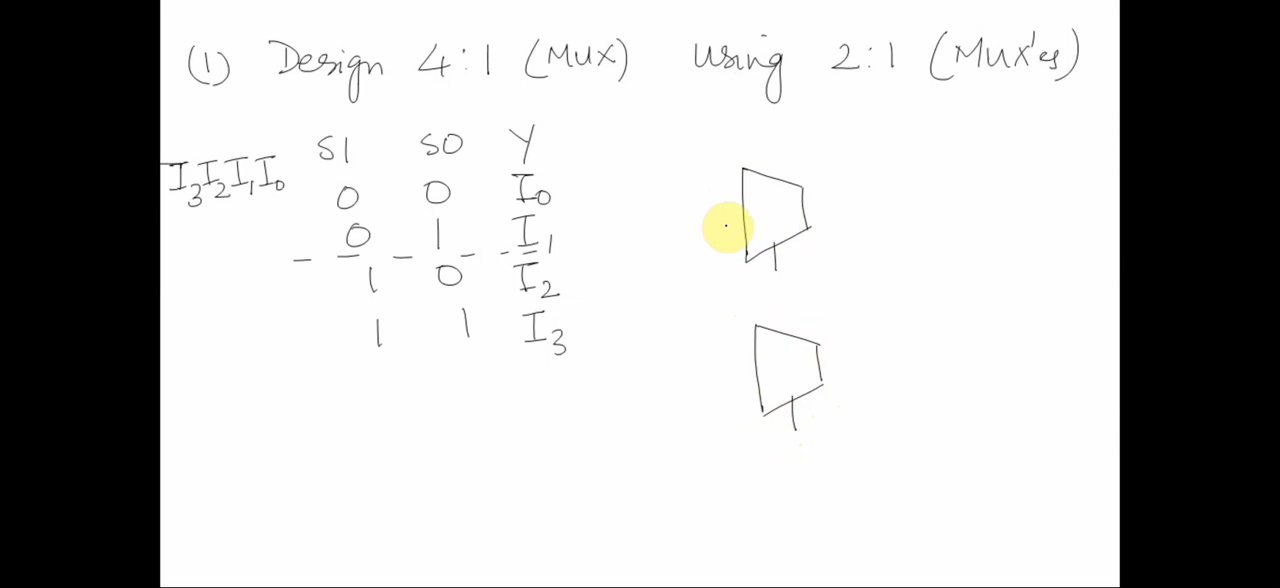 (1) Design 4:1 (MUX) Using 2:1 (MUX'es)
S1 S0 Y
I3I2I1I0
0 0 I0
0 1 I1
1 0 I2
1 1 I3